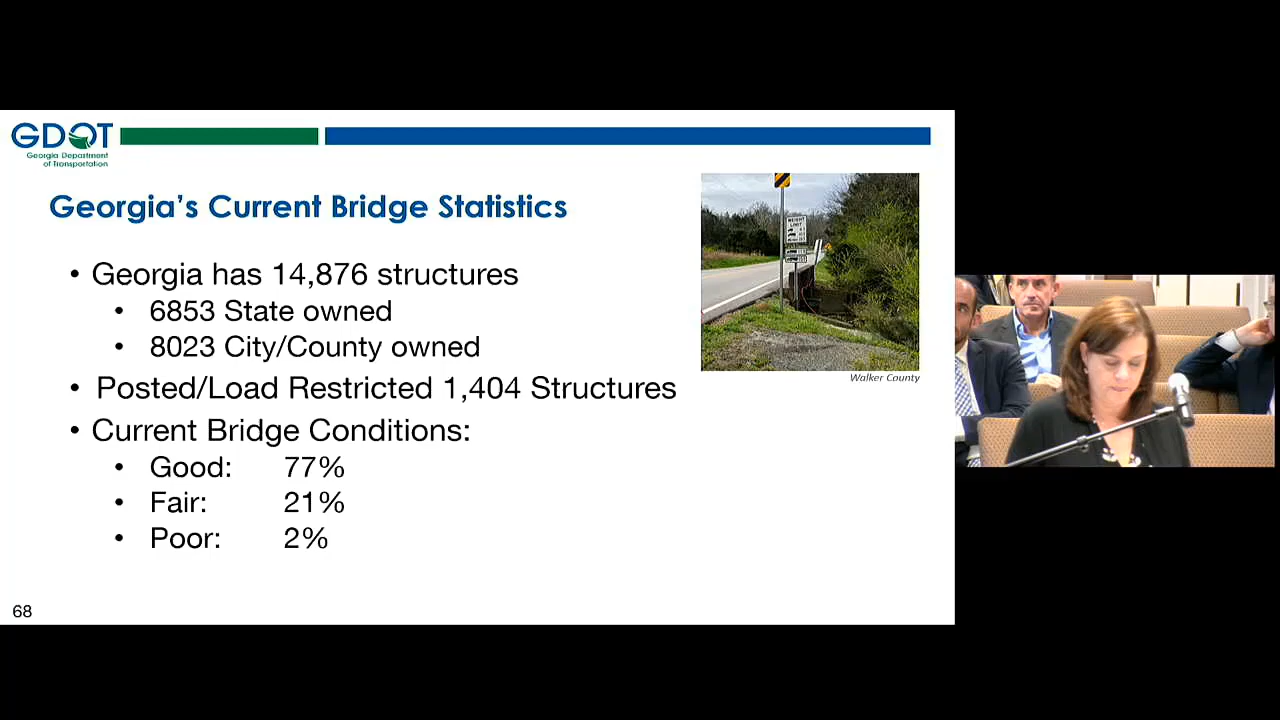 GDOT
Georgia Department
of Transportation
Georgia's Current Bridge Statistics
• Georgia has 14,876 structures
• 6853 State owned
• 8023 City/County owned
• Posted/Load Restricted 1,404 Structures
• Current Bridge Conditions:
• Good: 77%
• Fair: 21%
• Poor: 2%
WEIGHT
LIMIT
Walker County
68